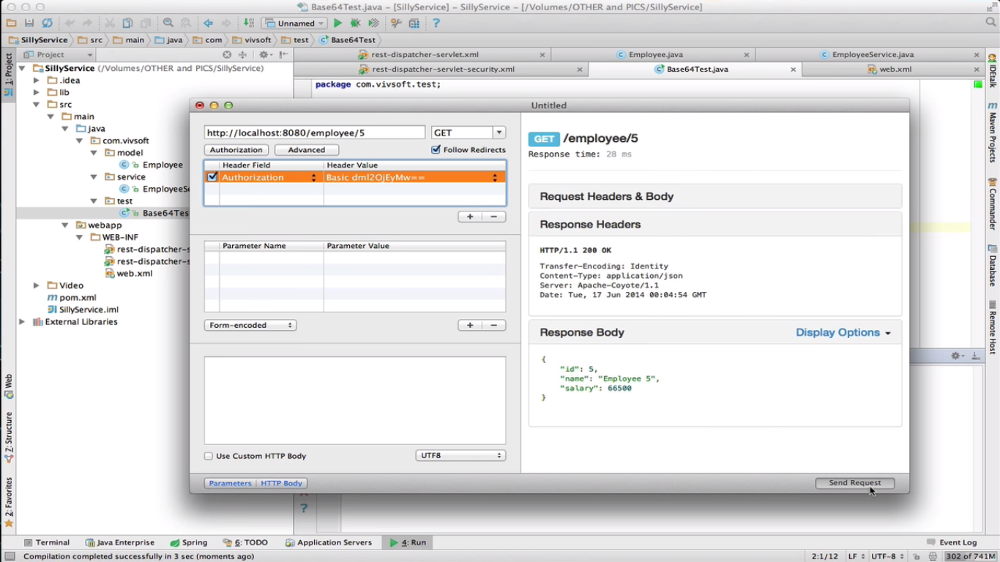 Base64Test.java – [SillyService] – SillyService – [/Volumes/OTHER and PICS/SillyService]
Unnamed
SillyService src main java com vivsoft test Base64Test
Project
rest-dispatcher-servlet.xml
Employee.java
EmployeeService.java
rest-dispatcher-servlet-security.xml
Base64Test.java
web.xml
SillyService (/Volumes/OTHER and PICS/SillyService)
.idea
lib
src
main
java
com.vivsoft
model
Employee
service
EmployeeSe
test
Base64Tes
webapp
WEB-INF
rest-dispatcher-s
rest-dispatcher-s
web.xml
Video
pom.xml
SillyService.iml
External Libraries
1: Project
Web
7: Structure
2: Favorites
package com.vivsoft.test;
Untitled
http://localhost:8080/employee/5
GET
Authorization
Advanced
Follow Redirects
Header Field Header Value
Authorization Basic dml2OjEyMw==
+ −
Parameter Name Parameter Value
Form-encoded
+ −
Use Custom HTTP Body
UTF8
Parameters HTTP Body
GET /employee/5
Response time: 28 ms
Request Headers & Body
Response Headers
HTTP/1.1 200 OK
Transfer-Encoding: Identity
Content-Type: application/json
Server: Apache-Coyote/1.1
Date: Tue, 17 Jun 2014 00:04:54 GMT
Response Body
Display Options
{
"id": 5,
"name": "Employee 5",
"salary": 66500
}
Send Request
IDEtalk
Maven Projects
Commander
Database
Remote Host
Terminal
Java Enterprise
Spring
6: TODO
Application Servers
4: Run
Event Log
Compilation completed successfully in 3 sec (moments ago)
2:1/12 LF UTF-8 302 of 741M